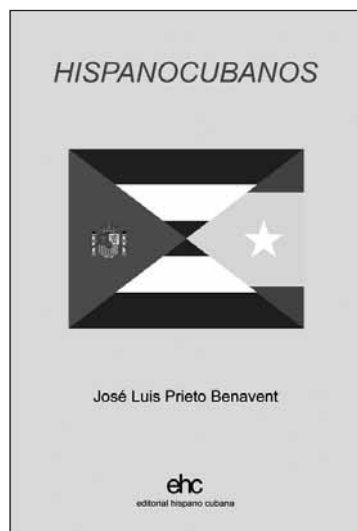 HISPANOCUBANOS
José Luis Prieto Benavent
ehc
editorial hispano cubana